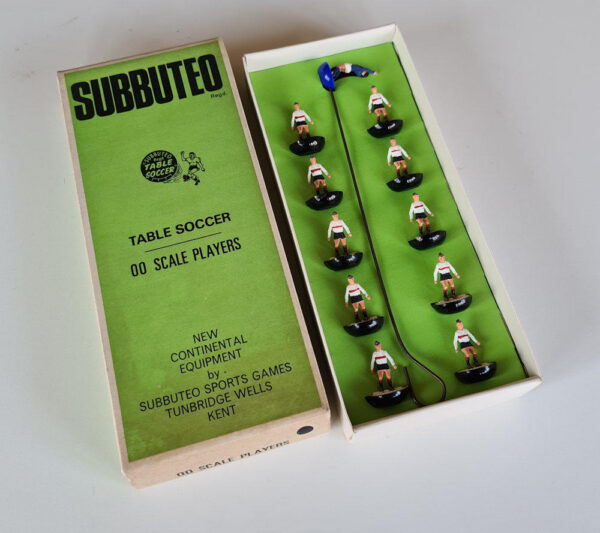 SUBBUTEO
Regd.
SUBBUTEO
Regd
TABLE
SOCCER
TABLE SOCCER
00 SCALE PLAYERS
NEW
CONTINENTAL
EQUIPMENT
by
SUBBUTEO SPORTS GAMES
TUNBRIDGE WELLS
KENT
00 SCALE PLAYERS